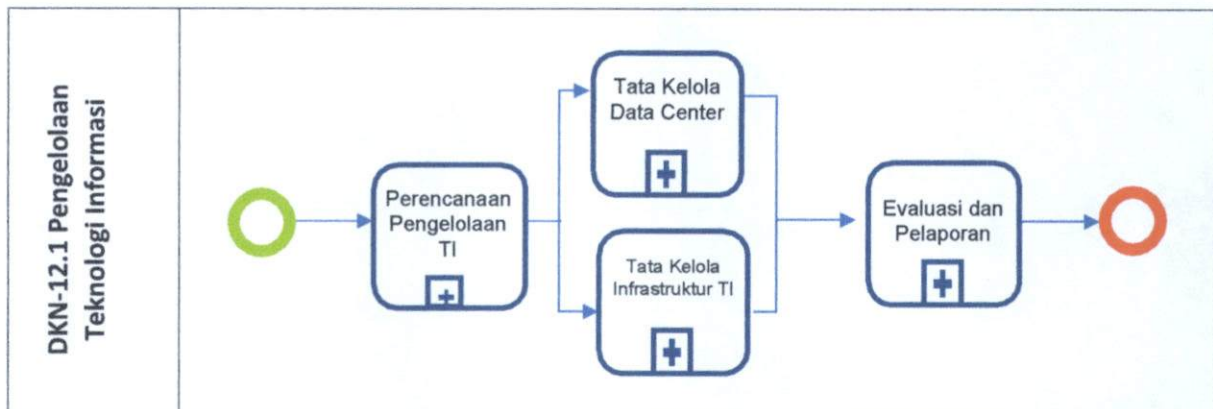 DKN-12.1 Pengelolaan
Teknologi Informasi
Perencanaan
Pengelolaan
TI
Tata Kelola
Data Center
Tata Kelola
Infrastruktur TI
Evaluasi dan
Pelaporan